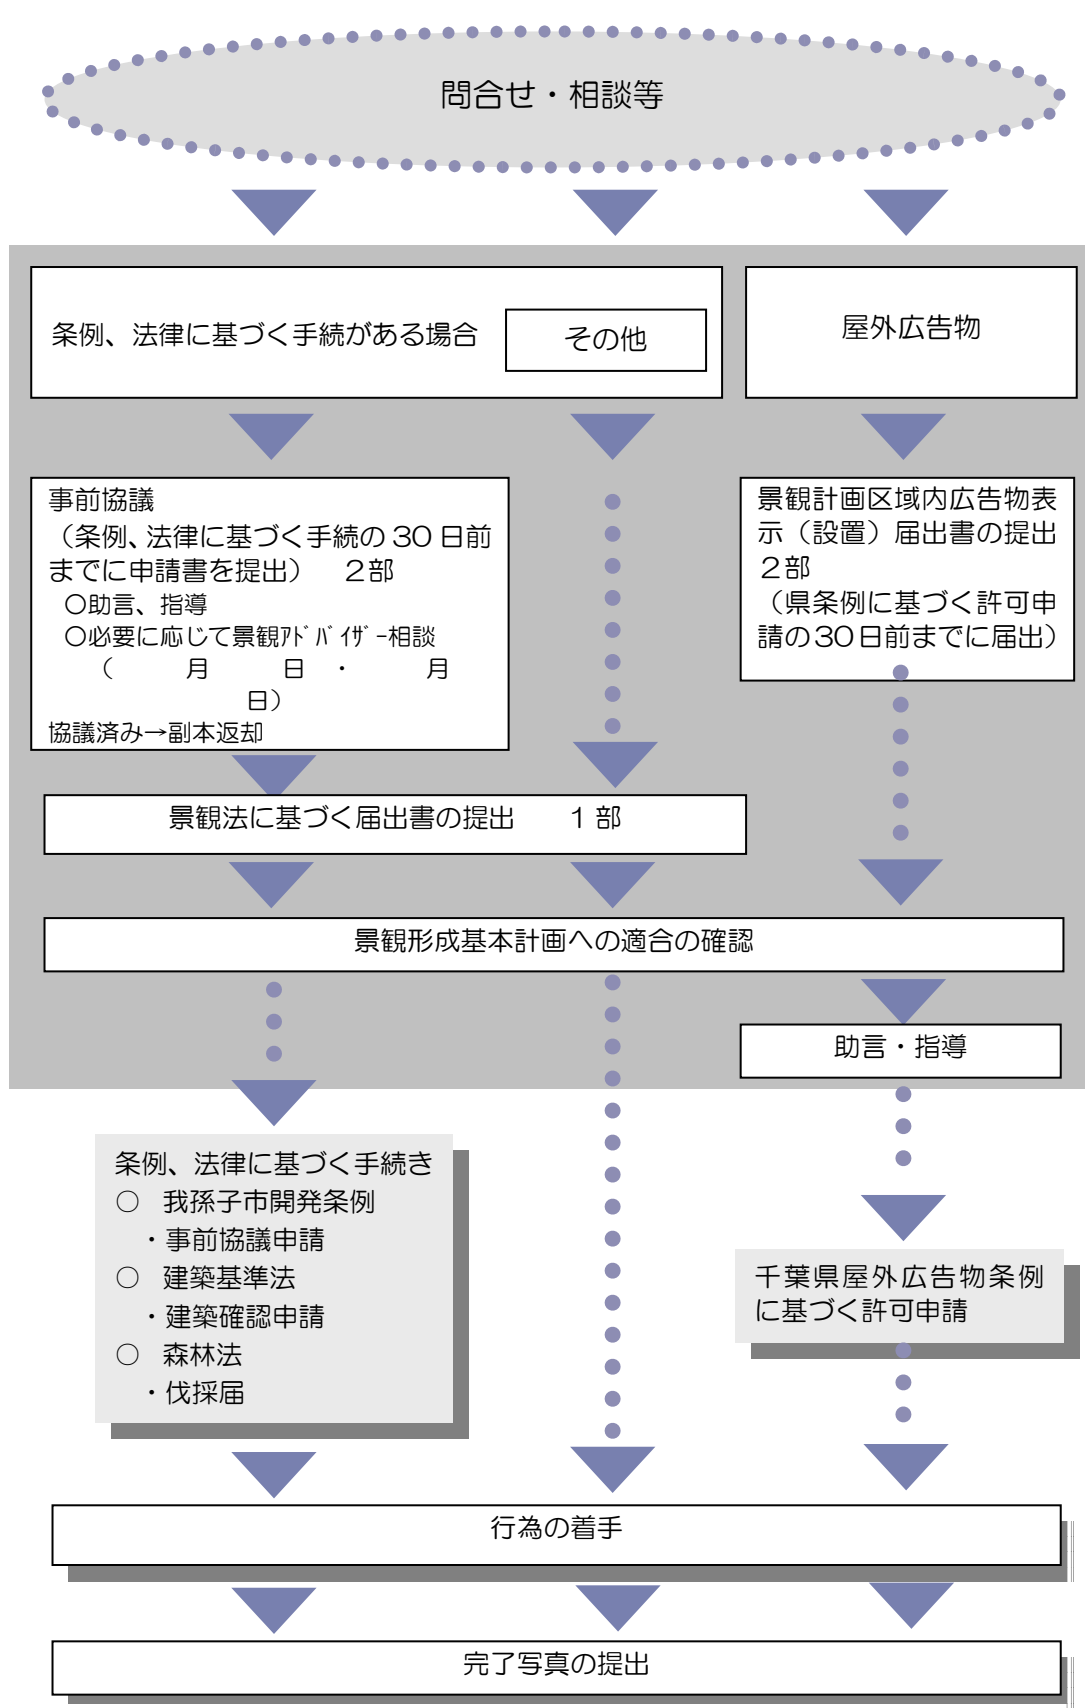 問合せ・相談等
条例、法律に基づく手続がある場合
その他
屋外広告物
事前協議
（条例、法律に基づく手続の30日前
までに申請書を提出）　２部
○助言、指導
○必要に応じて景観ｱﾄﾞﾊﾞｲｻﾞｰ相談
（　　　月　　　日　・　　　月
日）
協議済み→副本返却
景観計画区域内広告物表
示（設置）届出書の提出
２部
（県条例に基づく許可申
請の30日前までに届出）
景観法に基づく届出書の提出　　１部
景観形成基本計画への適合の確認
助言・指導
条例、法律に基づく手続き
○　我孫子市開発条例
・事前協議申請
○　建築基準法
・建築確認申請
○　森林法
・伐採届
千葉県屋外広告物条例
に基づく許可申請
行為の着手
完了写真の提出